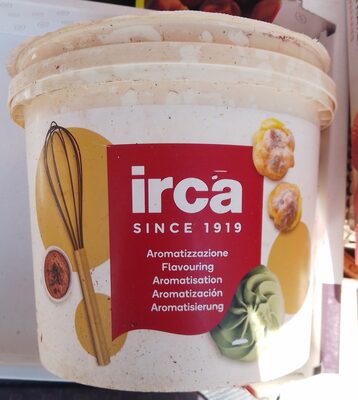 irca
SINCE 1919
Aromatizzazione
Flavouring
Aromatisation
Aromatización
Aromatisierung